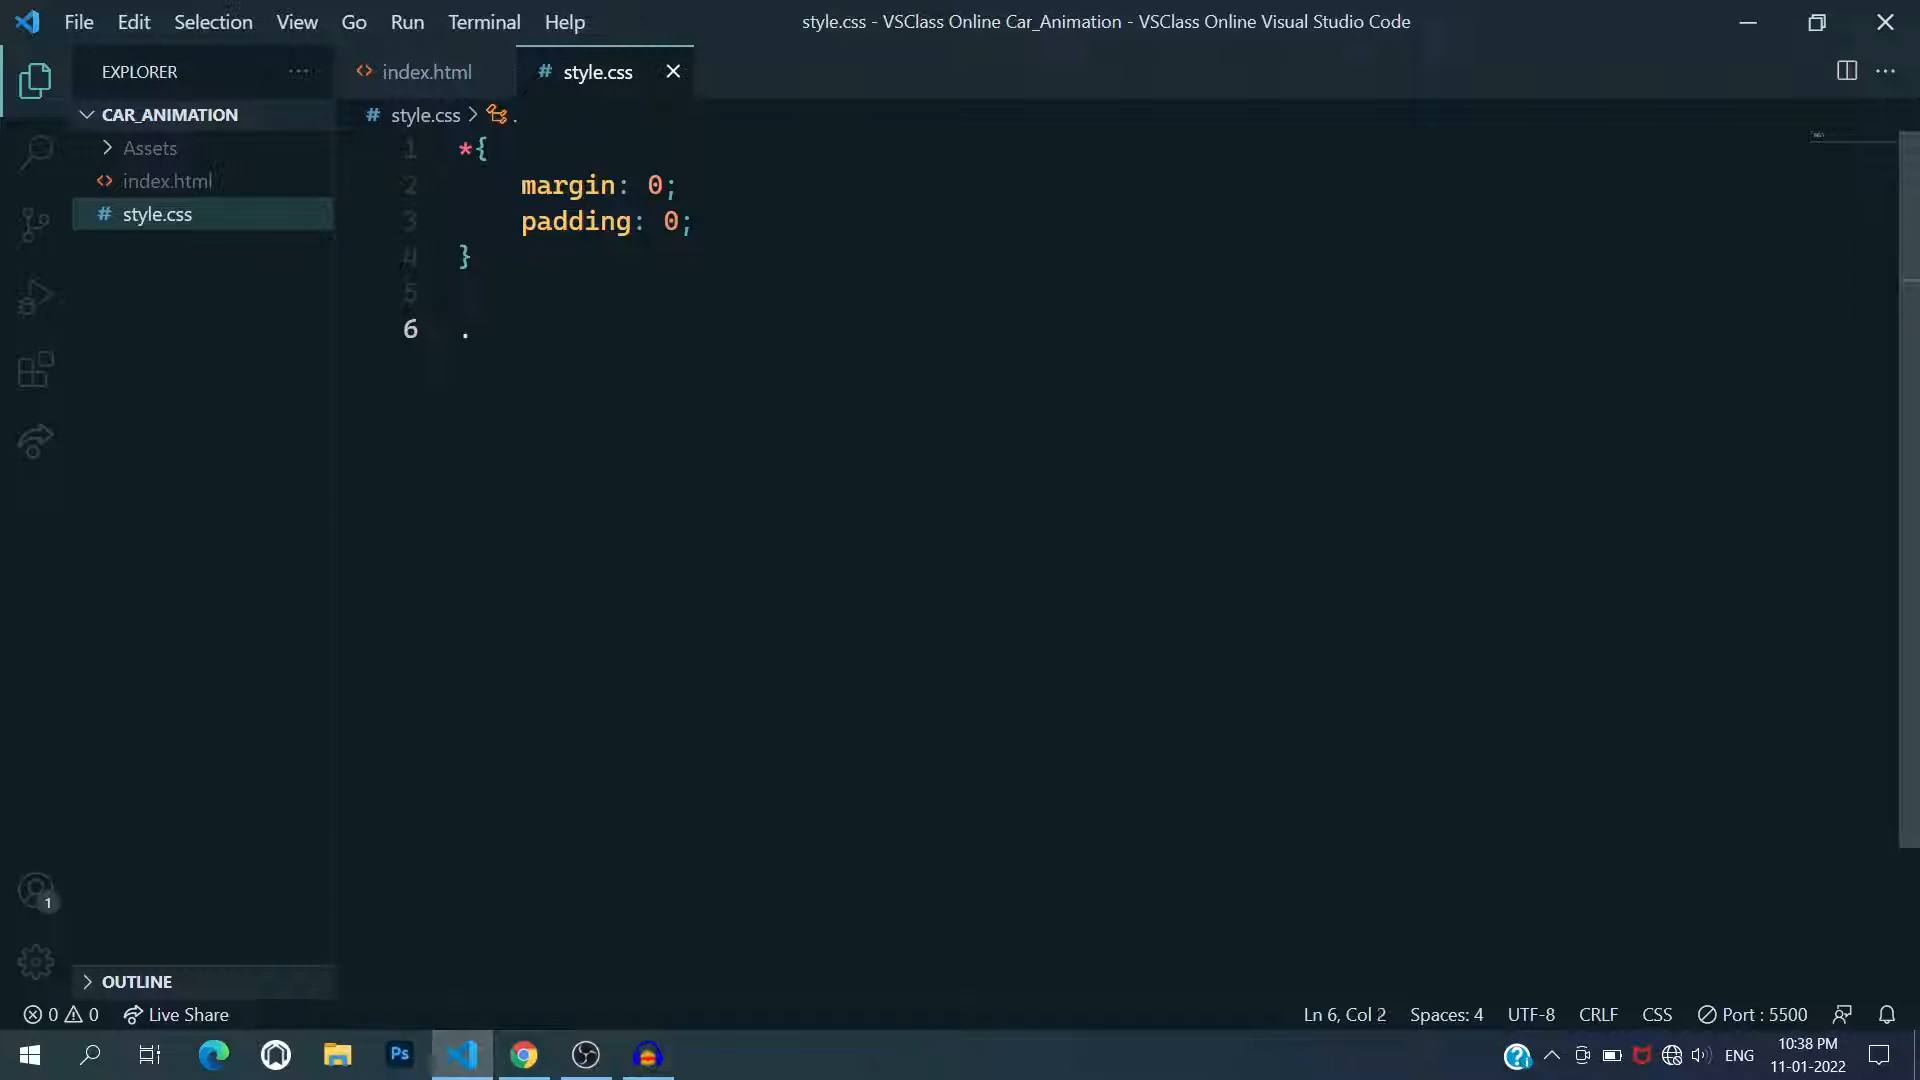 File Edit Selection View Go Run Terminal Help
style.css - VSClass Online Car_Animation - VSClass Online Visual Studio Code
EXPLORER
index.html
# style.css
CAR_ANIMATION
# style.css > .
Assets
index.html
# style.css
1 *{
2 margin: 0;
3 padding: 0;
4 }
5
6 .
1
OUTLINE
0 0 Live Share
Ln 6, Col 2 Spaces: 4 UTF-8 CRLF CSS Port : 5500
Ps
ENG
10:38 PM
11-01-2022